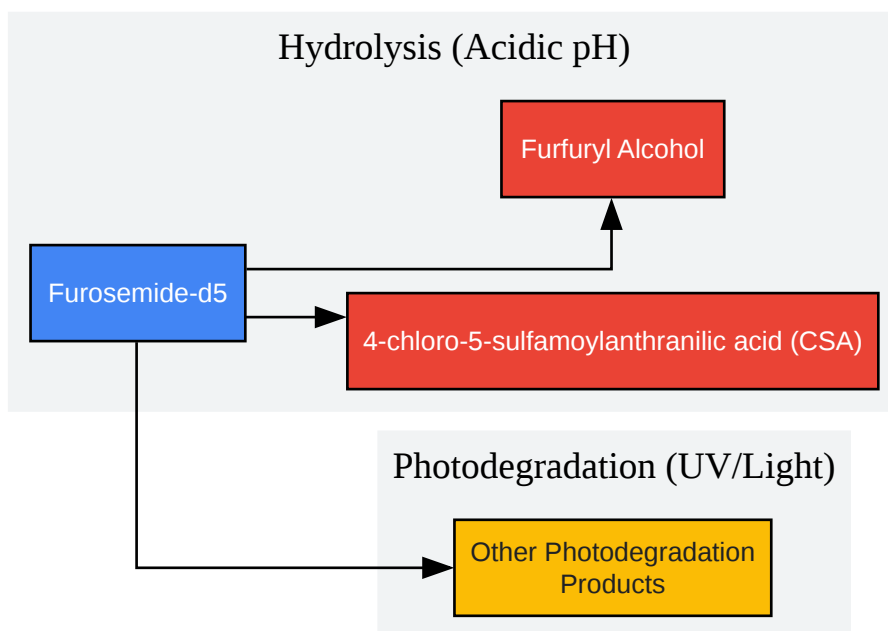 Hydrolysis (Acidic pH)
Furfuryl Alcohol
Furosemide-d5
4-chloro-5-sulfamoylanthranilic acid (CSA)
Photodegradation (UV/Light)
Other Photodegradation
Products